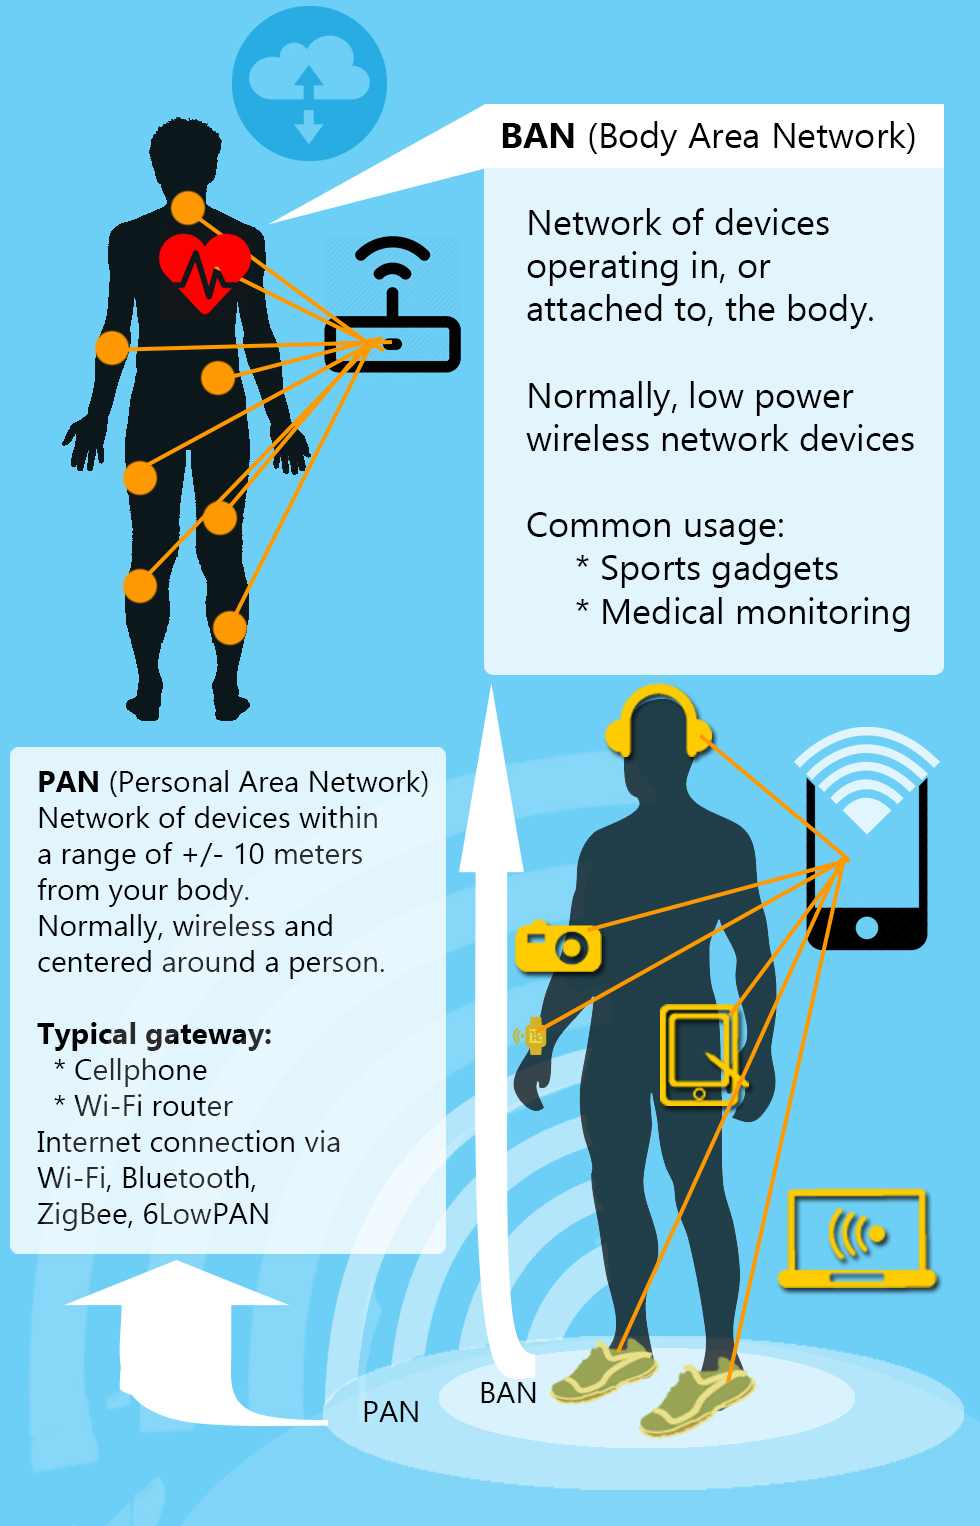 BAN (Body Area Network)
Network of devices
operating in, or
attached to, the body.
Normally, low power
wireless network devices
Common usage:
* Sports gadgets
* Medical monitoring
PAN (Personal Area Network)
Network of devices within
a range of +/- 10 meters
from your body.
Normally, wireless and
centered around a person.
Typical gateway:
* Cellphone
* Wi-Fi router
Internet connection via
Wi-Fi, Bluetooth,
ZigBee, 6LowPAN
PAN
BAN